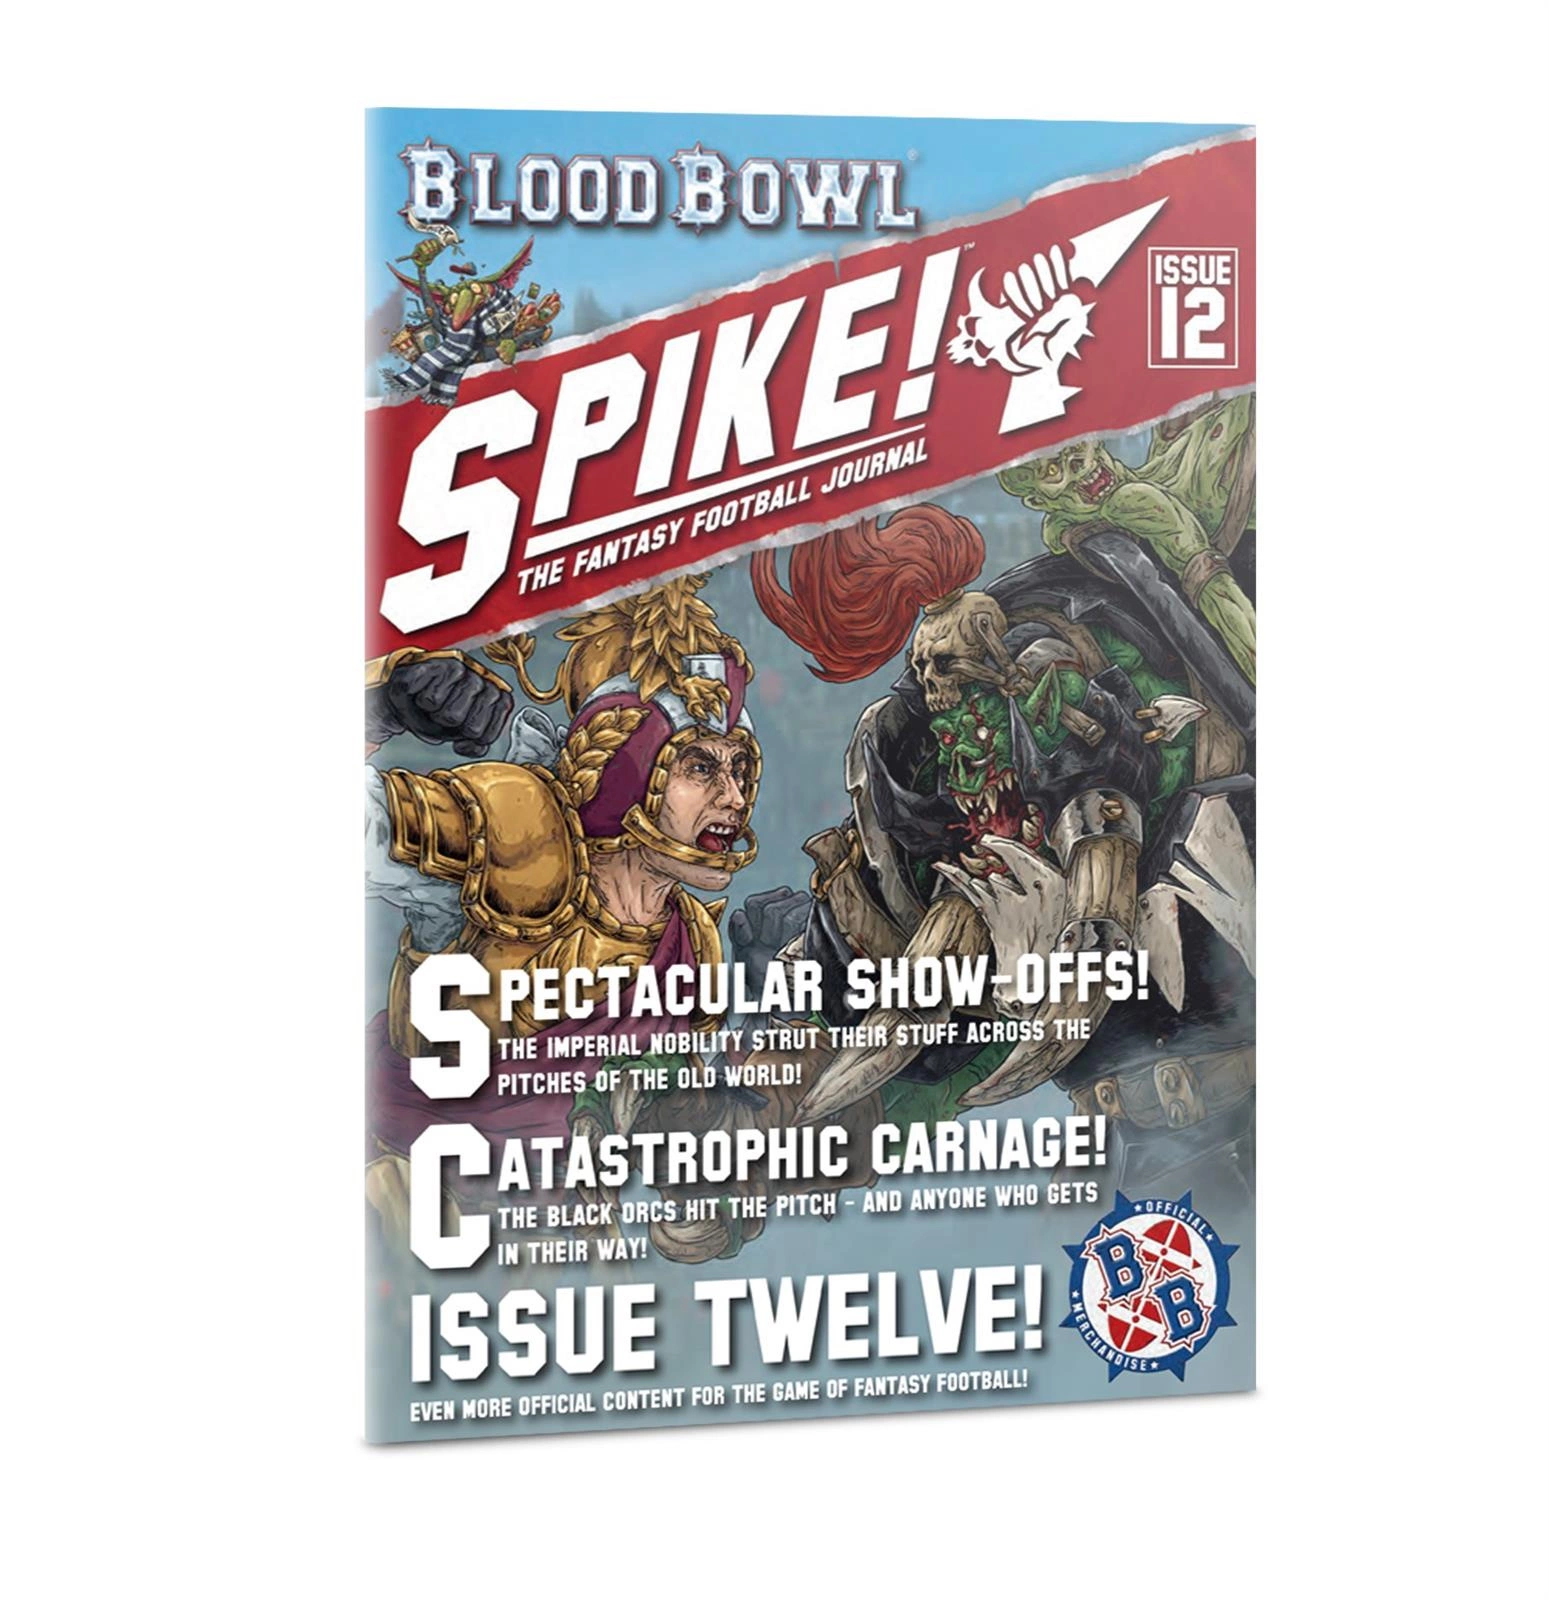 BLOOD BOWL®
SPIKE!™
THE FANTASY FOOTBALL JOURNAL
ISSUE
12
SPECTACULAR SHOW-OFFS!
THE IMPERIAL NOBILITY STRUT THEIR STUFF ACROSS THE
PITCHES OF THE OLD WORLD!
CATASTROPHIC CARNAGE!
THE BLACK ORCS HIT THE PITCH - AND ANYONE WHO GETS
IN THEIR WAY!
ISSUE TWELVE!
EVEN MORE OFFICIAL CONTENT FOR THE GAME OF FANTASY FOOTBALL!
OFFICIAL
BB
MERCHANDISE